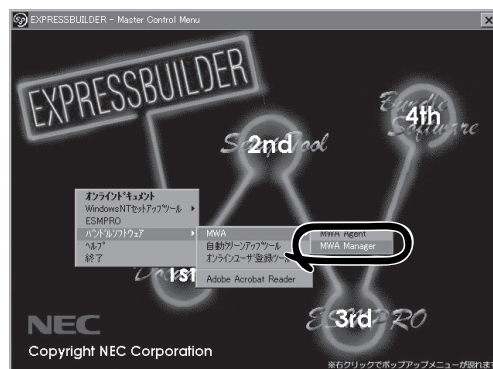 EXPRESSBUILDER - Master Control Menu
EXPRESSBUILDER
Bundle
4th
Software
2nd
オンラインドキュメント
WindowsNTセットアップツール
ESMPRO
バンドルソフトウェア
ヘルプ
終了
MWA
自動クリーンアップツール
オンラインユーザ登録ツール
Adobe Acrobat Reader
MWA Agent
MWA Manager
1st
3rd
ESMPRO
NEC
Copyright NEC Corporation
※右クリックでポップアップメニューが現れます